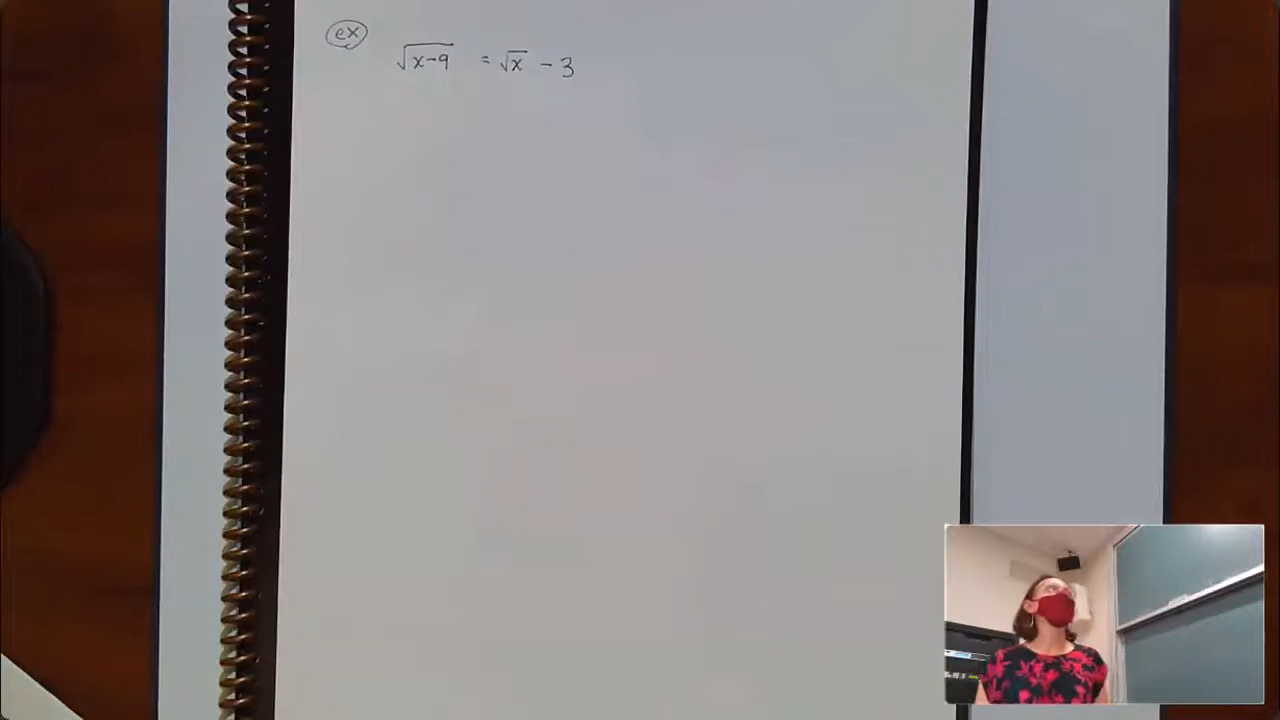 ex
√x-9 = √x - 3